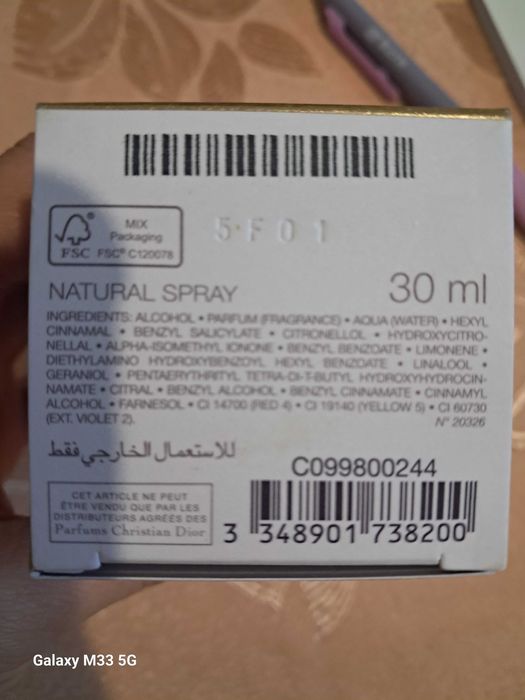 MIX
Packaging
FSC FSC® C120078
5·F01
NATURAL SPRAY
30 ml
INGREDIENTS: ALCOHOL • PARFUM (FRAGRANCE) • AQUA (WATER) • HEXYL
CINNAMAL • BENZYL SALICYLATE • CITRONELLOL • HYDROXYCITRO-
NELLAL • ALPHA-ISOMETHYL IONONE • BENZYL BENZOATE • LIMONENE •
DIETHYLAMINO HYDROXYBENZOYL HEXYL BENZOATE • LINALOOL •
GERANIOL • PENTAERYTHRITYL TETRA-DI-T-BUTYL HYDROXYHYDROCIN-
NAMATE • CITRAL • BENZYL ALCOHOL • BENZYL CINNAMATE • CINNAMYL
ALCOHOL • FARNESOL • CI 14700 (RED 4) • CI 19140 (YELLOW 5) • CI 60730
(EXT. VIOLET 2).
N° 20326
للاستعمال الخارجي فقط
C099800244
CET ARTICLE NE PEUT
ÊTRE VENDU QUE PAR LES
DISTRIBUTEURS AGRÉÉS DES
Parfums Christian Dior
3 348901 738200
Galaxy M33 5G